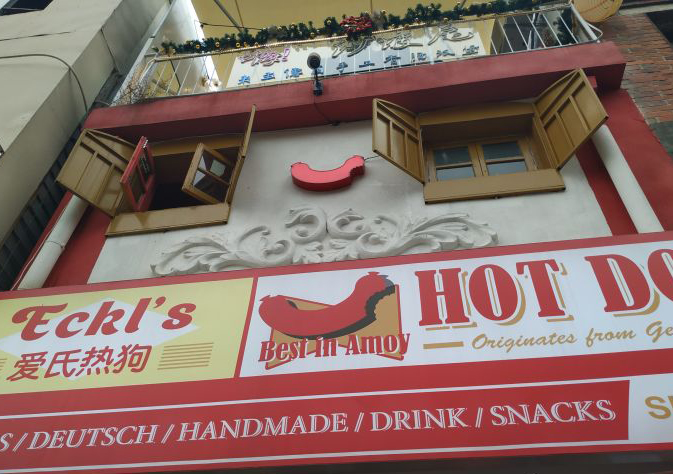 Eckl's
爱氏热狗
Best in Amoy
HOT DO
Originates from Ge
S / DEUTSCH / HANDMADE / DRINK / SNACKS
S